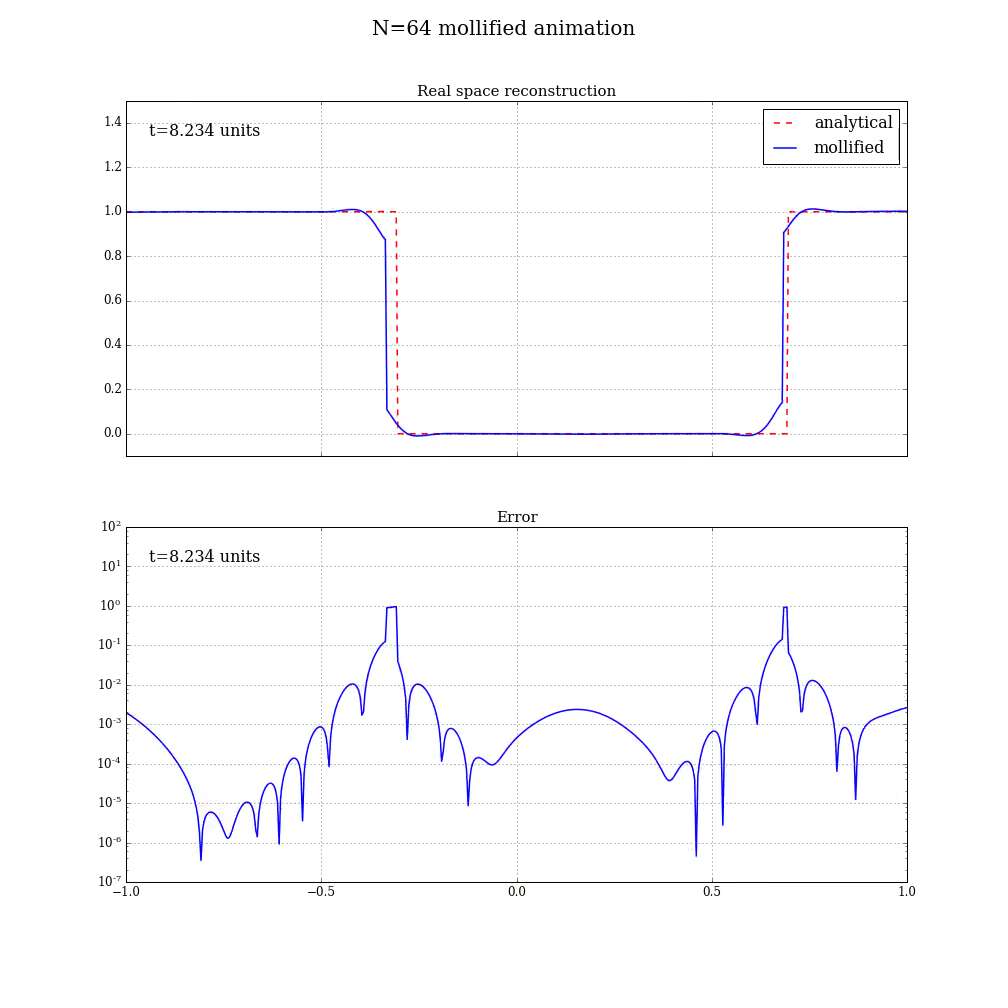 N=64 mollified animation
Real space reconstruction
t=8.234 units
analytical
mollified
1.4
1.2
1.0
0.8
0.6
0.4
0.2
0.0
Error
t=8.234 units
10²
10¹
10⁰
10⁻¹
10⁻²
10⁻³
10⁻⁴
10⁻⁵
10⁻⁶
10⁻⁷
−1.0 −0.5 0.0 0.5 1.0